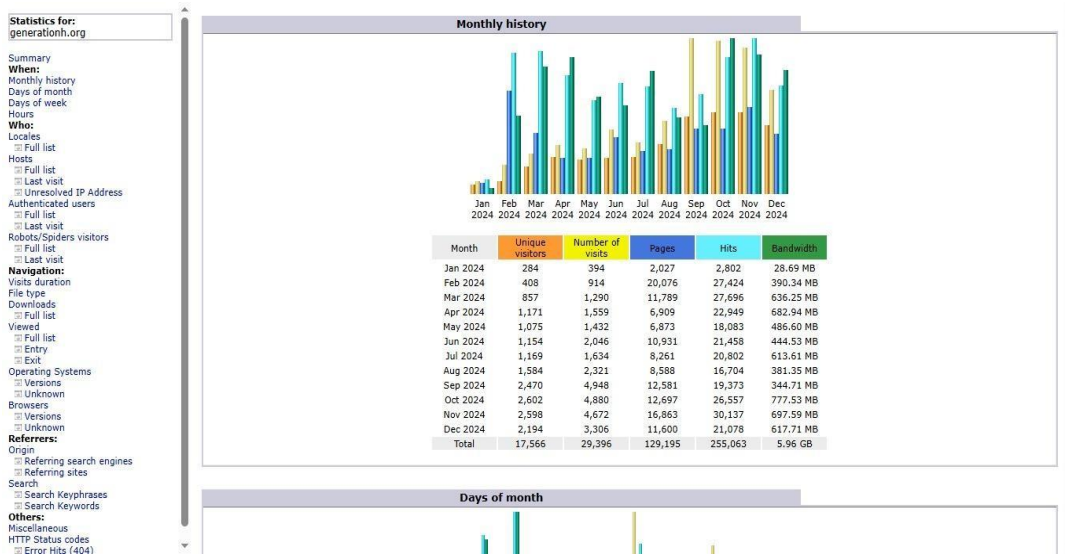 Statistics for:
generationh.org
Summary
When:
Monthly history
Days of month
Days of week
Hours
Who:
Locales
Full list
Hosts
Full list
Last visit
Unresolved IP Address
Authenticated users
Full list
Last visit
Robots/Spiders visitors
Full list
Last visit
Navigation:
Visits duration
File type
Downloads
Full list
Viewed
Full list
Entry
Exit
Operating Systems
Versions
Unknown
Browsers
Versions
Unknown
Referrers:
Origin
Referring search engines
Referring sites
Search
Search Keyphrases
Search Keywords
Others:
Miscellaneous
HTTP Status codes
Error Hits (404)
Monthly history
Jan Feb Mar Apr May Jun Jul Aug Sep Oct Nov Dec
2024 2024 2024 2024 2024 2024 2024 2024 2024 2024 2024 2024
Month Unique visitors Number of visits Pages Hits Bandwidth
Jan 2024 284 394 2,027 2,802 28.69 MB
Feb 2024 408 914 20,076 27,424 390.34 MB
Mar 2024 857 1,290 11,789 27,696 636.25 MB
Apr 2024 1,171 1,559 6,909 22,949 682.94 MB
May 2024 1,075 1,432 6,873 18,083 486.60 MB
Jun 2024 1,154 2,046 10,931 21,458 444.53 MB
Jul 2024 1,169 1,634 8,261 20,802 613.61 MB
Aug 2024 1,584 2,321 8,588 16,704 381.35 MB
Sep 2024 2,470 4,948 12,581 19,373 344.71 MB
Oct 2024 2,602 4,880 12,697 26,557 777.53 MB
Nov 2024 2,598 4,672 16,863 30,137 697.59 MB
Dec 2024 2,194 3,306 11,600 21,078 617.71 MB
Total 17,566 29,396 129,195 255,063 5.96 GB
Days of month